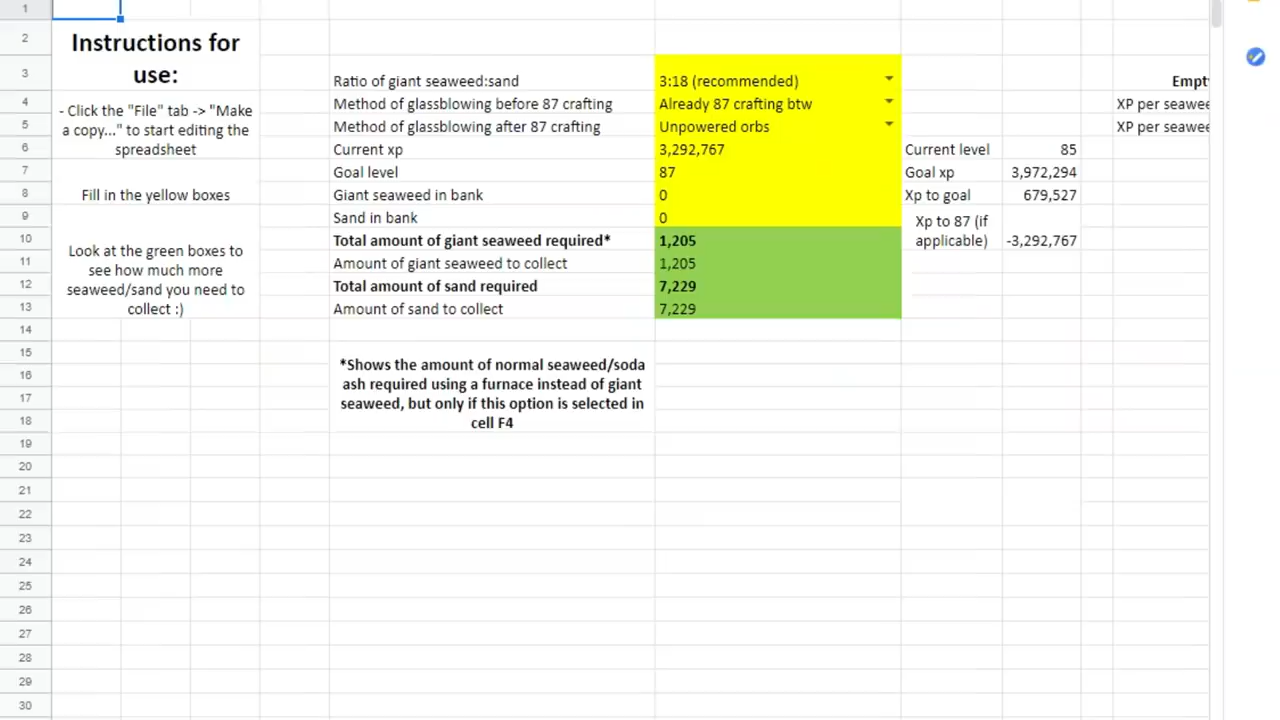 1
2
Instructions for
use:
3
Ratio of giant seaweed:sand
3:18 (recommended)
Empty
4
- Click the "File" tab -> "Make
a copy..." to start editing the
spreadsheet
Method of glassblowing before 87 crafting
Already 87 crafting btw
XP per seawee
5
Method of glassblowing after 87 crafting
Unpowered orbs
XP per seawee
6
Current xp
3,292,767
Current level
85
7
Goal level
87
Goal xp
3,972,294
8
Fill in the yellow boxes
Giant seaweed in bank
0
Xp to goal
679,527
9
Sand in bank
0
Xp to 87 (if
applicable)
-3,292,767
10
Look at the green boxes to
see how much more
seaweed/sand you need to
collect :)
Total amount of giant seaweed required*
1,205
11
Amount of giant seaweed to collect
1,205
12
Total amount of sand required
7,229
13
Amount of sand to collect
7,229
14
15
*Shows the amount of normal seaweed/soda
ash required using a furnace instead of giant
seaweed, but only if this option is selected in
cell F4
16
17
18
19
20
21
22
23
24
25
26
27
28
29
30